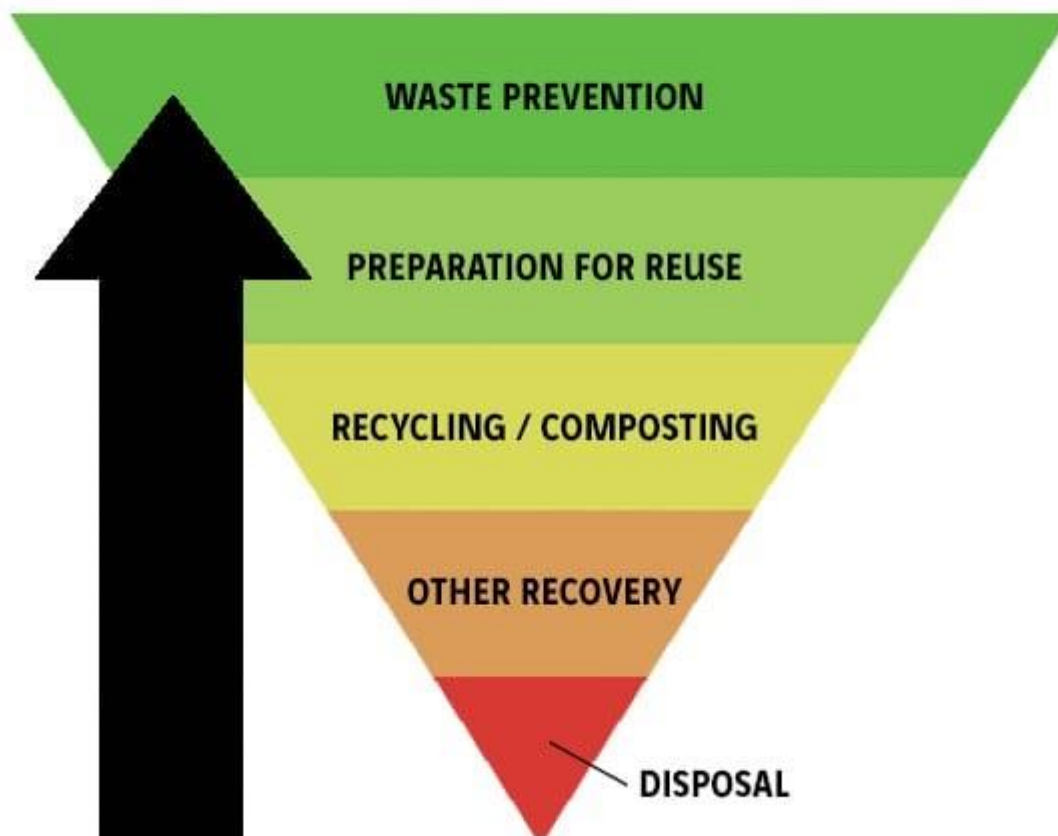 WASTE PREVENTION
PREPARATION FOR REUSE
RECYCLING / COMPOSTING
OTHER RECOVERY
DISPOSAL